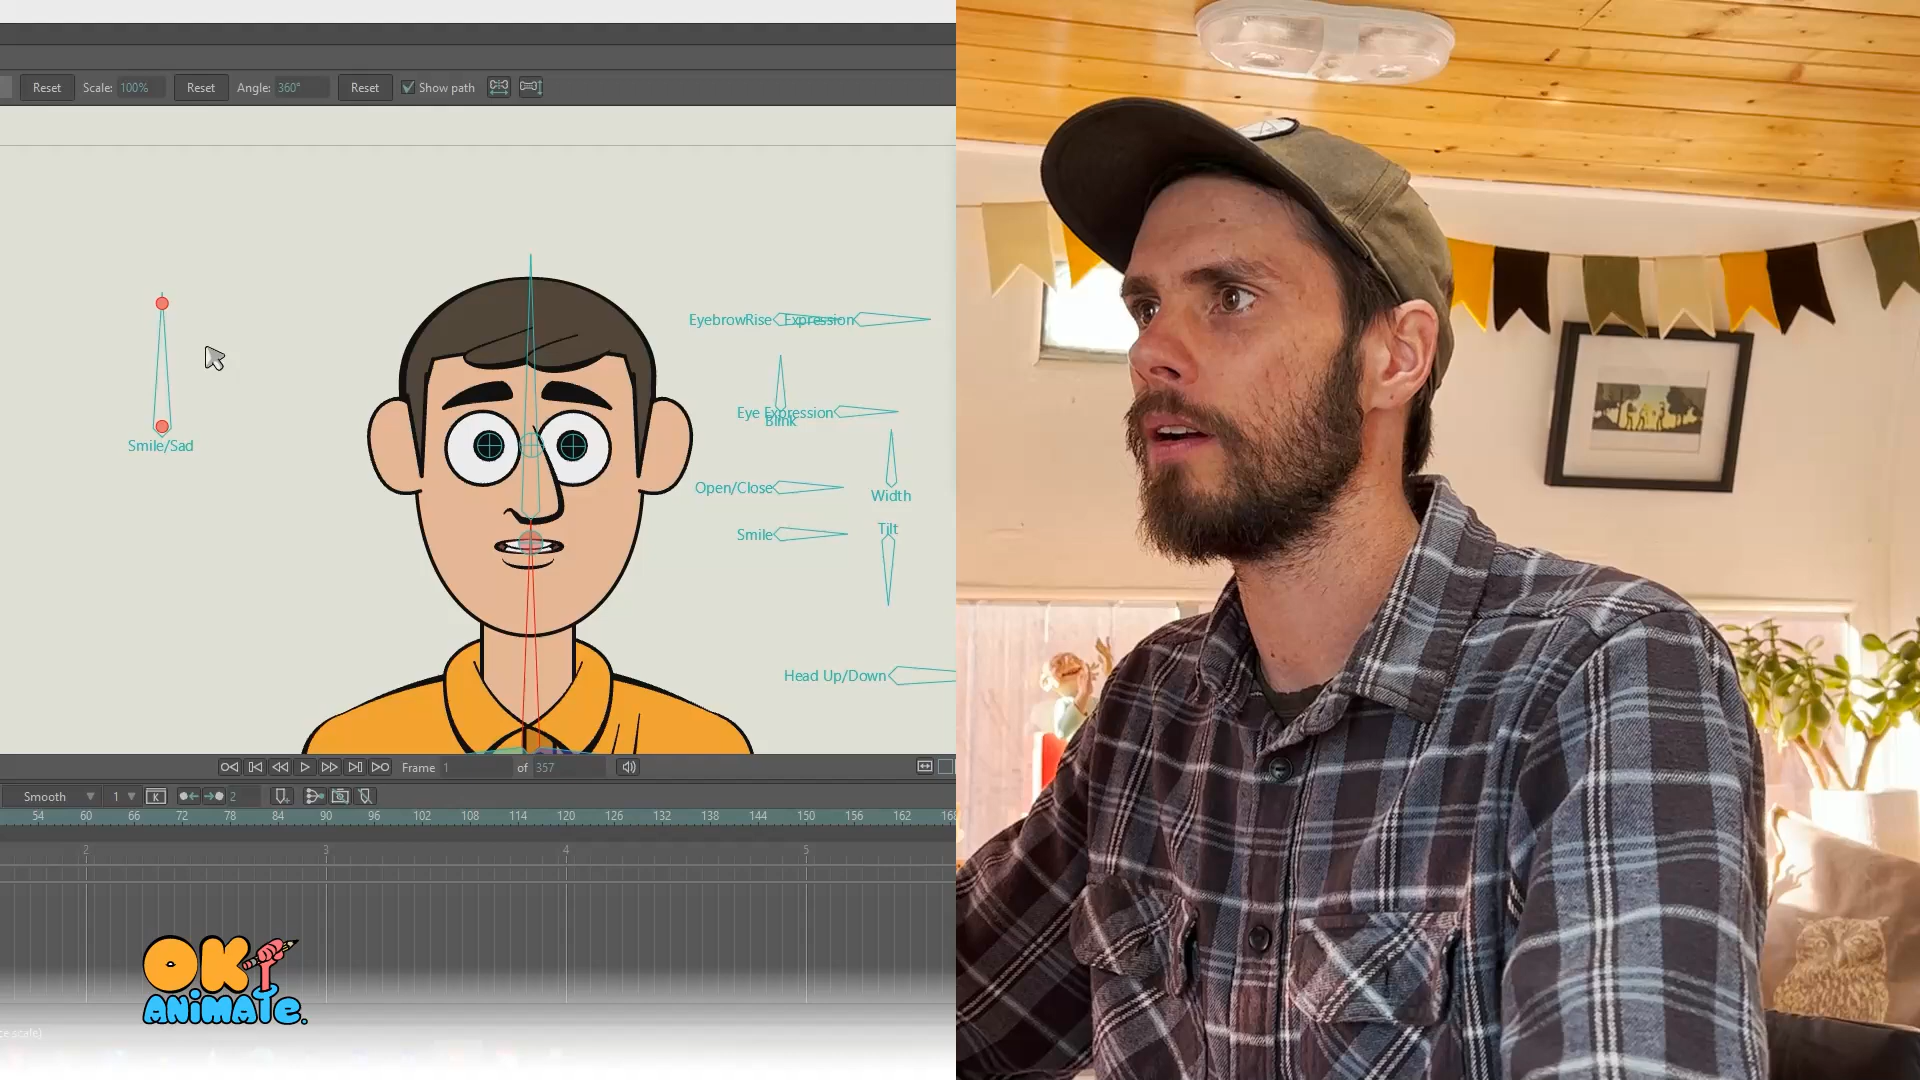 Reset Scale: 100% Reset Angle: 360° Reset Show path
EyebrowRise Expression
Eye Expression
Blink
Smile/Sad
Open/Close
Width
Smile
Tilt
Head Up/Down
Frame 1 of 357
Smooth 1 K 2
54 60 66 72 78 84 90 96 102 108 114 120 126 132 138 144 150 156 162 168
2 3 4 5
OK
ANIMATE.